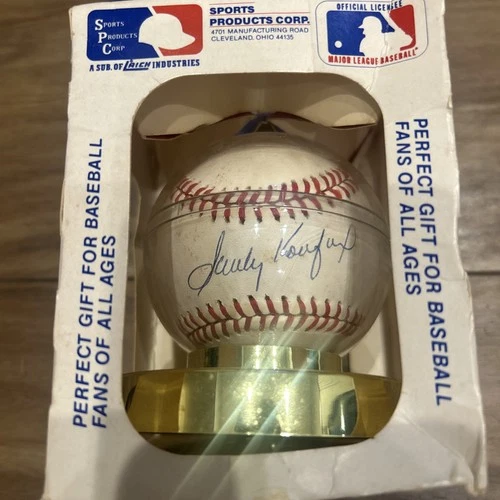 SPORTS
PRODUCTS
CORP
A SUB. OF LAICH INDUSTRIES
SPORTS
PRODUCTS CORP.
4701 MANUFACTURING ROAD
CLEVELAND, OHIO 44135
OFFICIAL LICENSEE
MAJOR LEAGUE BASEBALL
PERFECT GIFT FOR BASEBALL
FANS OF ALL AGES
Sandy Koufax
PERFECT GIFT FOR BASEBALL
FANS OF ALL AGES